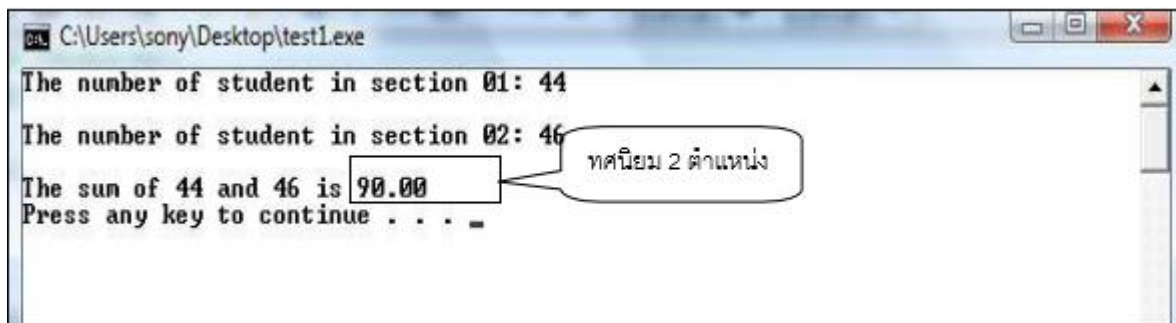 C:\Users\sony\Desktop\test1.exe
The number of student in section 01: 44
The number of student in section 02: 46
ทศนิยม 2 ตำแหน่ง
The sum of 44 and 46 is 90.00
Press any key to continue . . . _